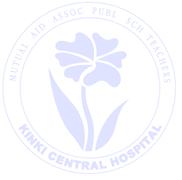 MUTUAL AID ASSOC PUBL SCH TEACHERS
KINKI CENTRAL HOSPITAL